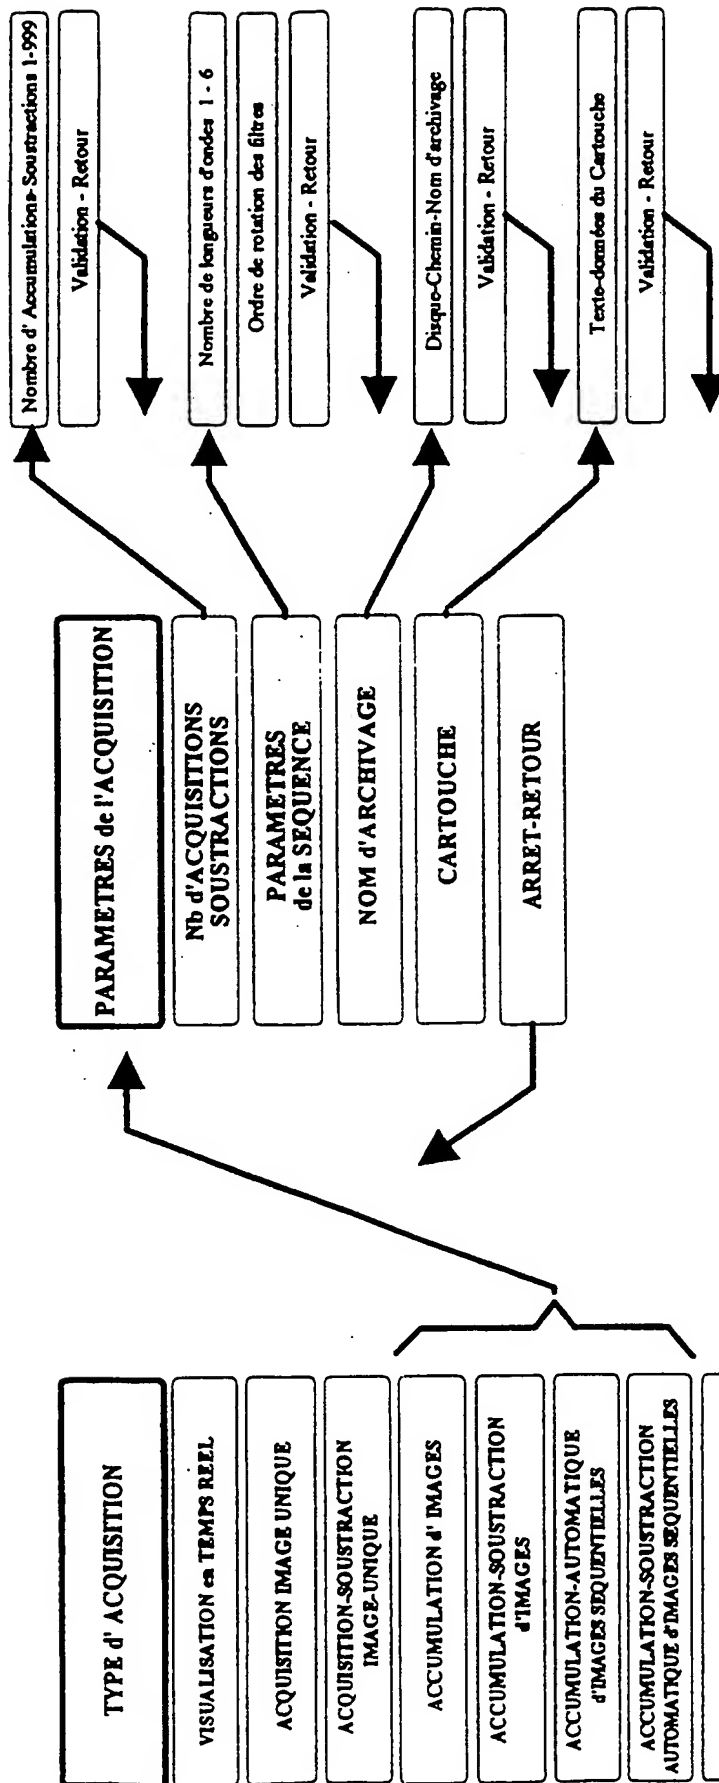 TYPE d' ACQUISITION
VISUALISATION en TEMPS REEL
ACQUISITION IMAGE UNIQUE
ACQUISITION-SOUSTRACTION
IMAGE-UNIQUE
ACCUMULATION d' IMAGES
ACCUMULATION-SOUSTRACTION
d'IMAGES
ACCUMULATION-AUTOMATIQUE
d'IMAGES SEQUENTIELLES
ACCUMULATION-SOUSTRACTION
AUTOMATIQUE d'IMAGES SEQUENTIELLES
PARAMETRES de l'ACQUISITION
Nb d'ACQUISITIONS
SOUSTRACTIONS
PARAMETRES
de la SEQUENCE
NOM d'ARCHIVAGE
CARTOUCHE
ARRET-RETOUR
Nombre d' Accumulations-Soustractions 1-999
Validation - Retour
Nombre de longueurs d'ondes 1 - 6
Ordre de rotation des filtres
Validation - Retour
Disque-Chemin-Nom d'archivage
Validation - Retour
Texte-données du Cartouche
Validation - Retour